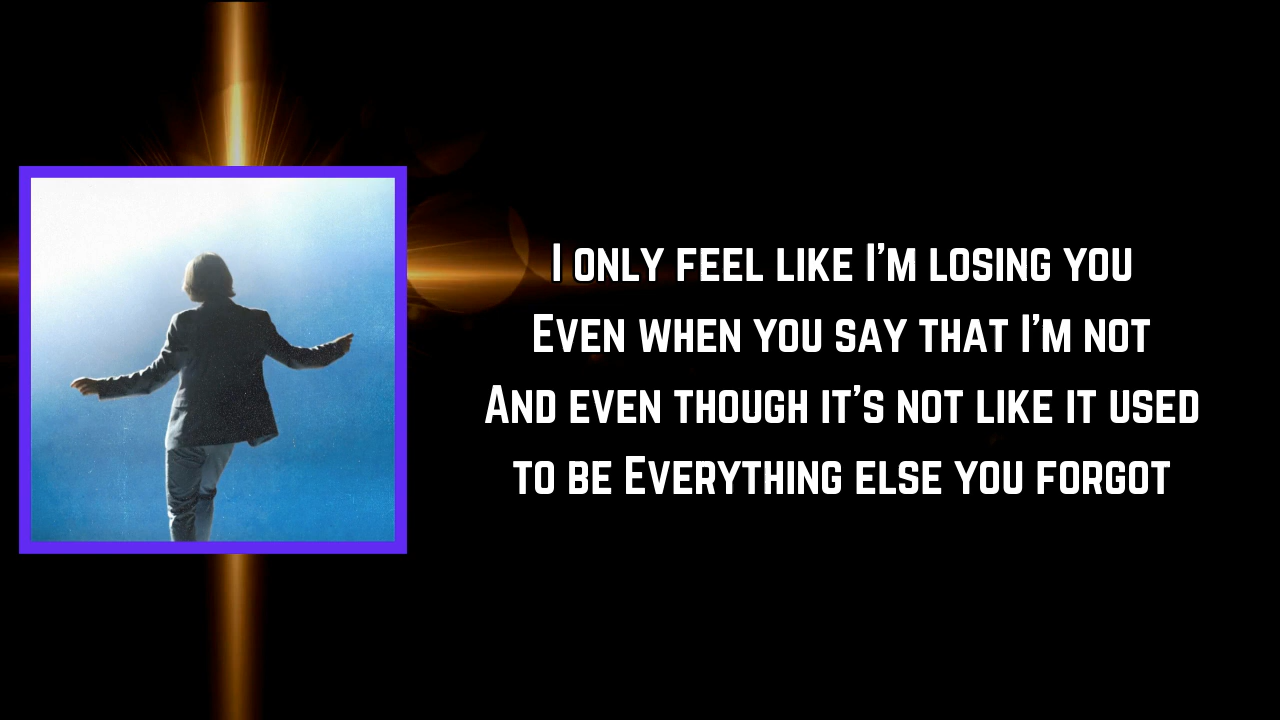 I only feel like I'm losing you
Even when you say that I'm not
And even though it's not like it used
to be Everything else you forgot